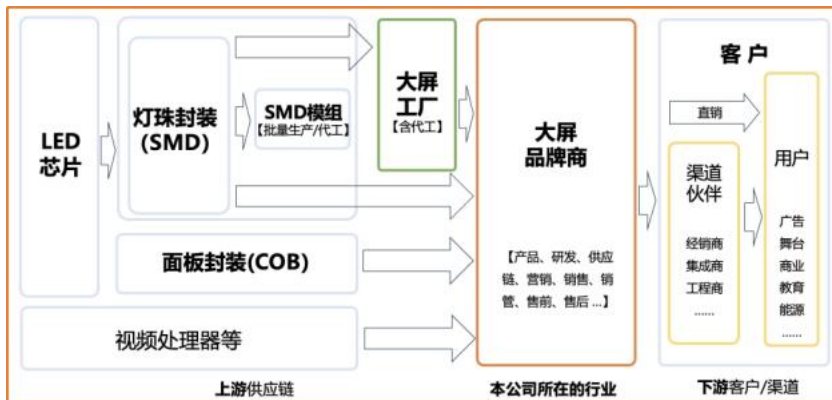 LED
芯片
灯珠封装
(SMD)
SMD模组
【批量生产/代工】
面板封装(COB)
视频处理器等
大屏
工厂
【含代工】
大屏
品牌商
【产品、研发、供应
链、营销、销售、销
管、售前、售后 ...】
客 户
直销
渠道
伙伴
经销商
集成商
工程商
......
用户
广告
舞台
商业
教育
能源
......
上游供应链
本公司所在的行业
下游客户/渠道